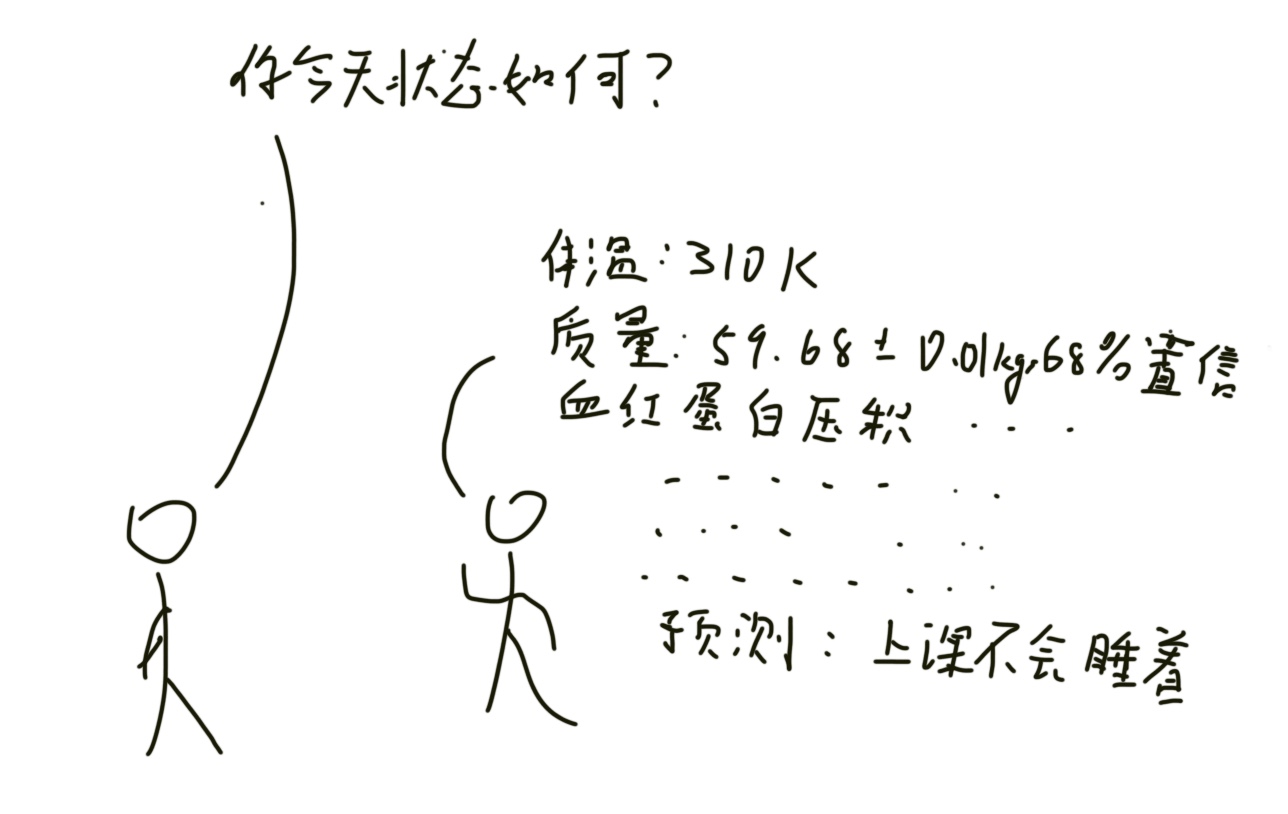 你今天状态如何?
体温:310K
质量:59.68±0.01kg,68%置信
血红蛋白压积 ...
预测:上课不会睡着